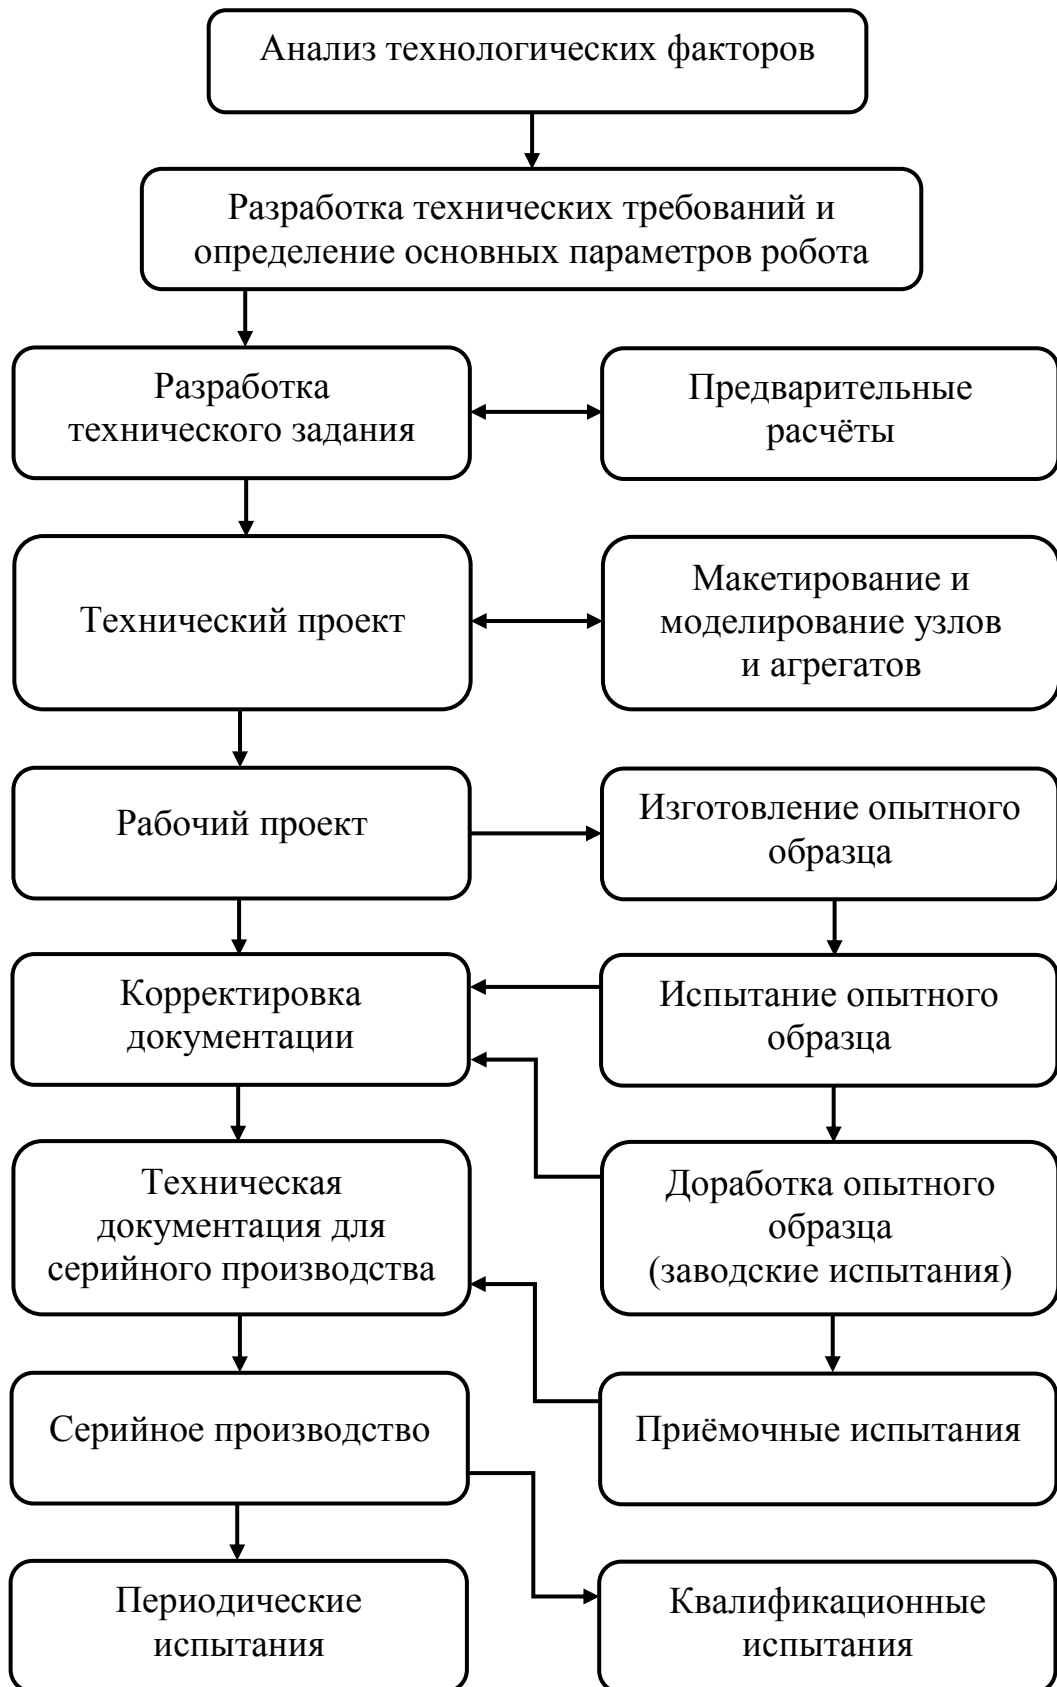 Анализ технологических факторов
Разработка технических требований и
определение основных параметров робота
Разработка
технического задания
Предварительные
расчёты
Технический проект
Макетирование и
моделирование узлов
и агрегатов
Рабочий проект
Изготовление опытного
образца
Корректировка
документации
Испытание опытного
образца
Техническая
документация для
серийного производства
Доработка опытного
образца
(заводские испытания)
Серийное производство
Приёмочные испытания
Периодические
испытания
Квалификационные
испытания